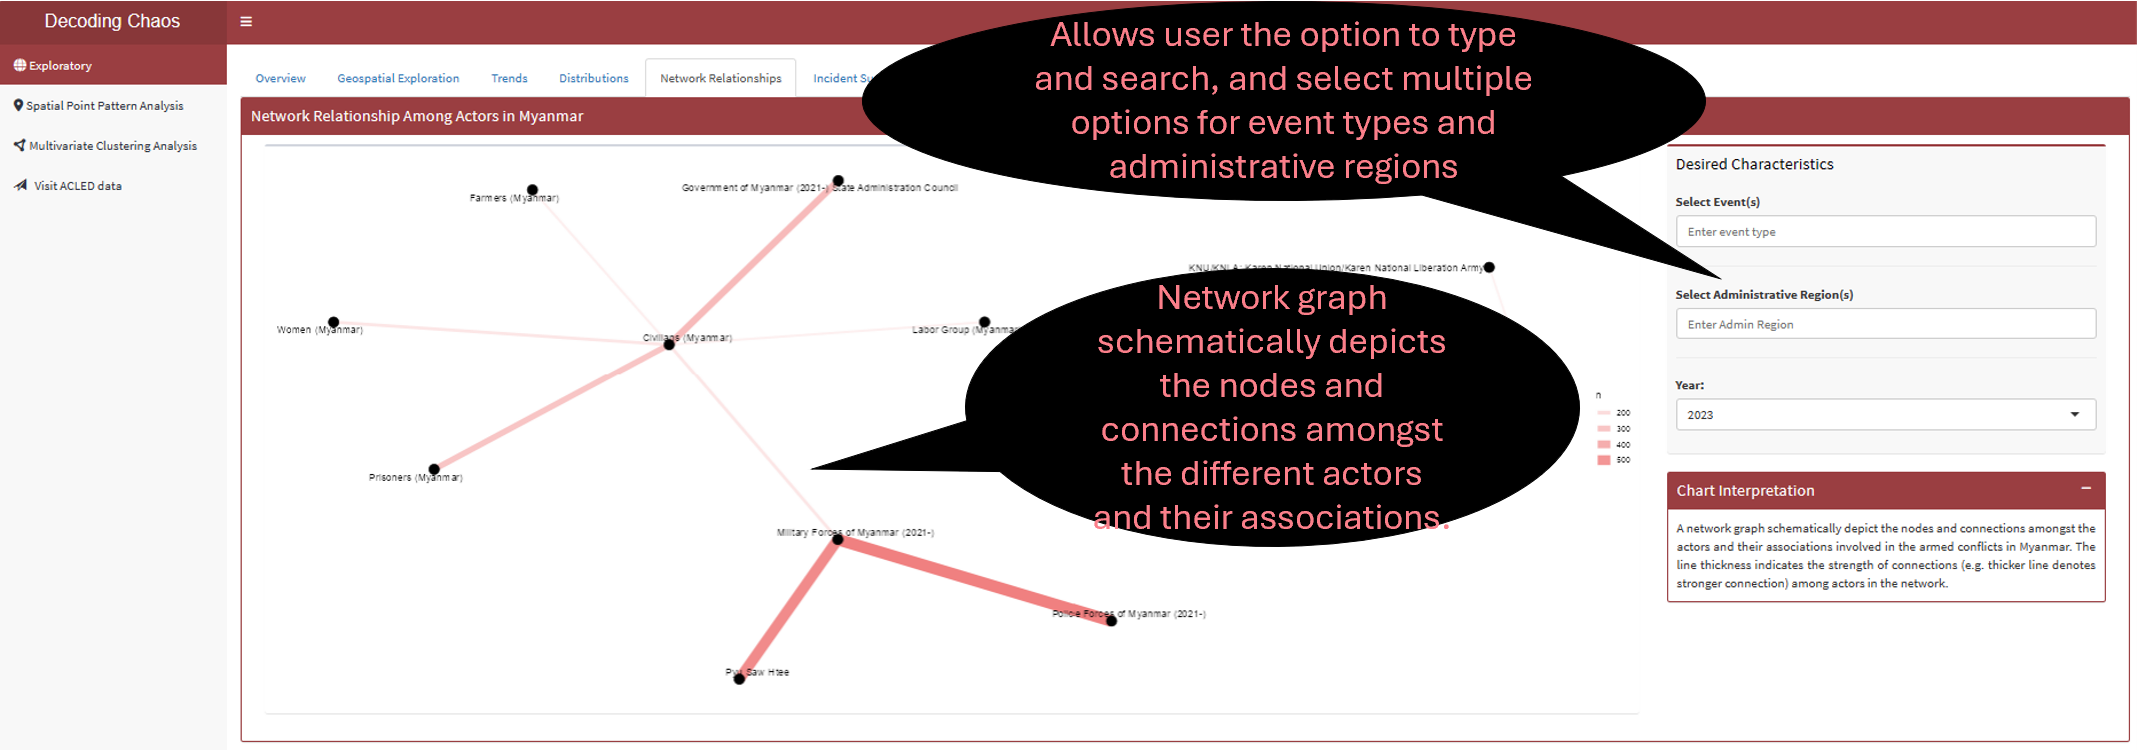 Decoding Chaos
Exploratory
Spatial Point Pattern Analysis
Multivariate Clustering Analysis
Visit ACLED data
Overview
Geospatial Exploration
Trends
Distributions
Network Relationships
Incident
Allows user the option to type
and search, and select multiple
options for event types and
administrative regions
Network Relationship Among Actors in Myanmar
Farmers (Myanmar)
Government of Myanmar (2021-) State Administration Council
KNU/KNLA: Karen National Union/Karen National Liberation Army
Women (Myanmar)
Civilians (Myanmar)
Labor Group (Myanmar
Prisoners (Myanmar)
Military Forces of Myanmar (2021-)
Police Forces of Myanmar (2021-)
Pyu Saw Htee
Network graph
schematically depicts
the nodes and
connections amongst
the different actors
and their associations.
n
200
300
400
500
Desired Characteristics
Select Event(s)
Enter event type
Select Administrative Region(s)
Enter Admin Region
Year:
2023
Chart Interpretation
A network graph schematically depict the nodes and connections amongst the
actors and their associations involved in the armed conflicts in Myanmar. The
line thickness indicates the strength of connections (e.g. thicker line denotes
stronger connection) among actors in the network.